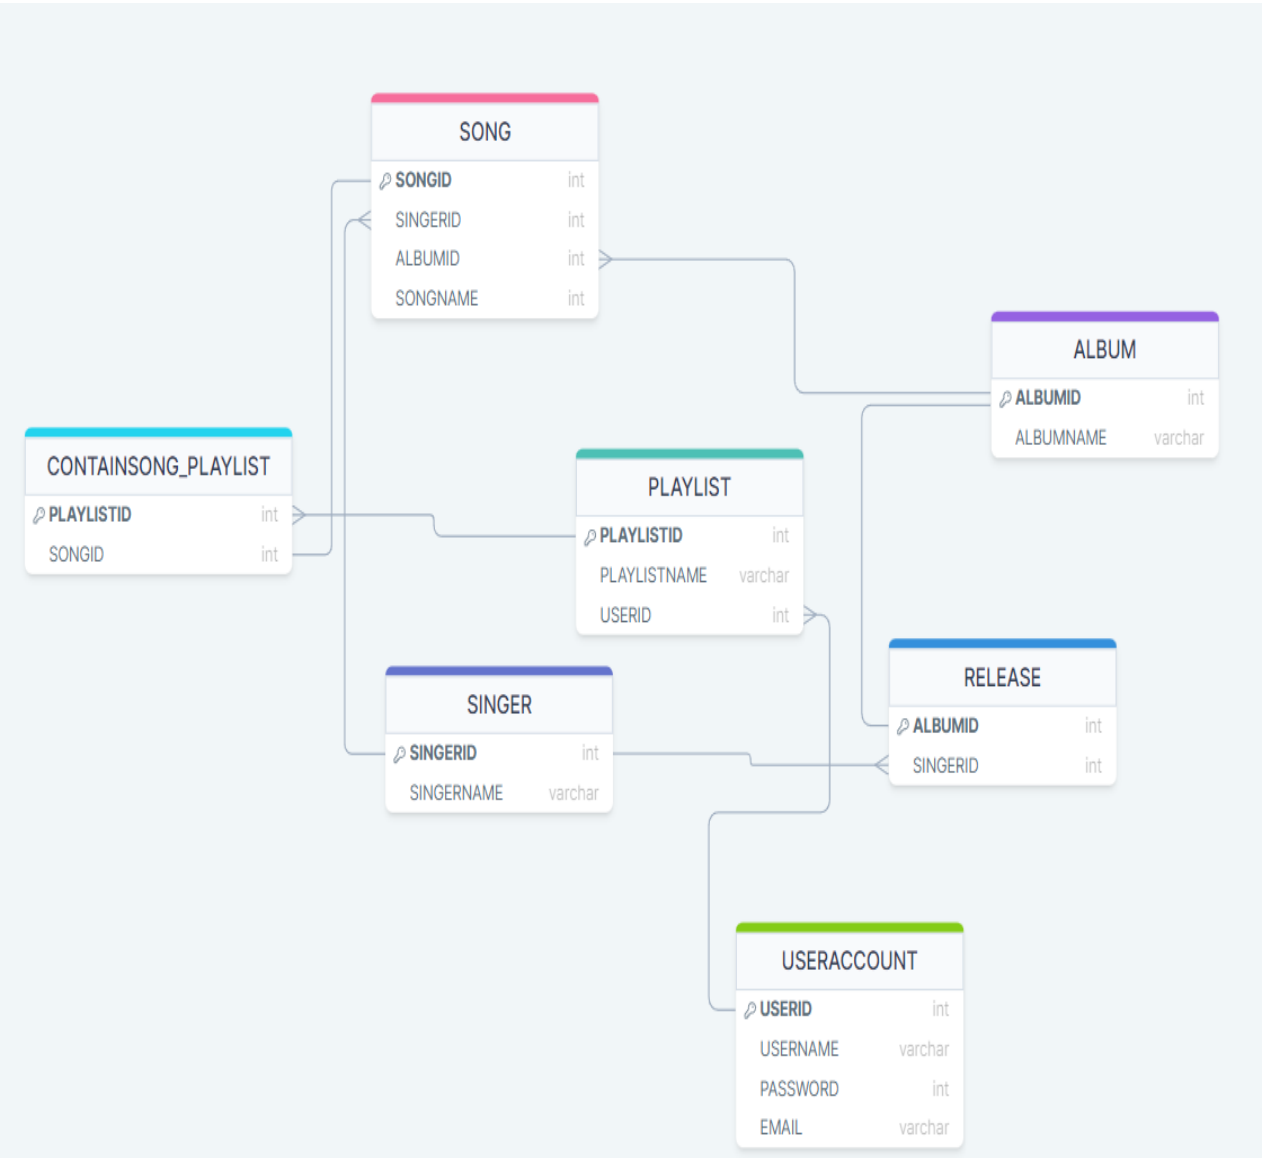 SONG
SONGID int
SINGERID int
ALBUMID int
SONGNAME int
ALBUM
ALBUMID int
ALBUMNAME varchar
CONTAINSONG_PLAYLIST
PLAYLISTID int
SONGID int
PLAYLIST
PLAYLISTID int
PLAYLISTNAME varchar
USERID int
SINGER
SINGERID int
SINGERNAME varchar
RELEASE
ALBUMID int
SINGERID int
USERACCOUNT
USERID int
USERNAME varchar
PASSWORD int
EMAIL varchar